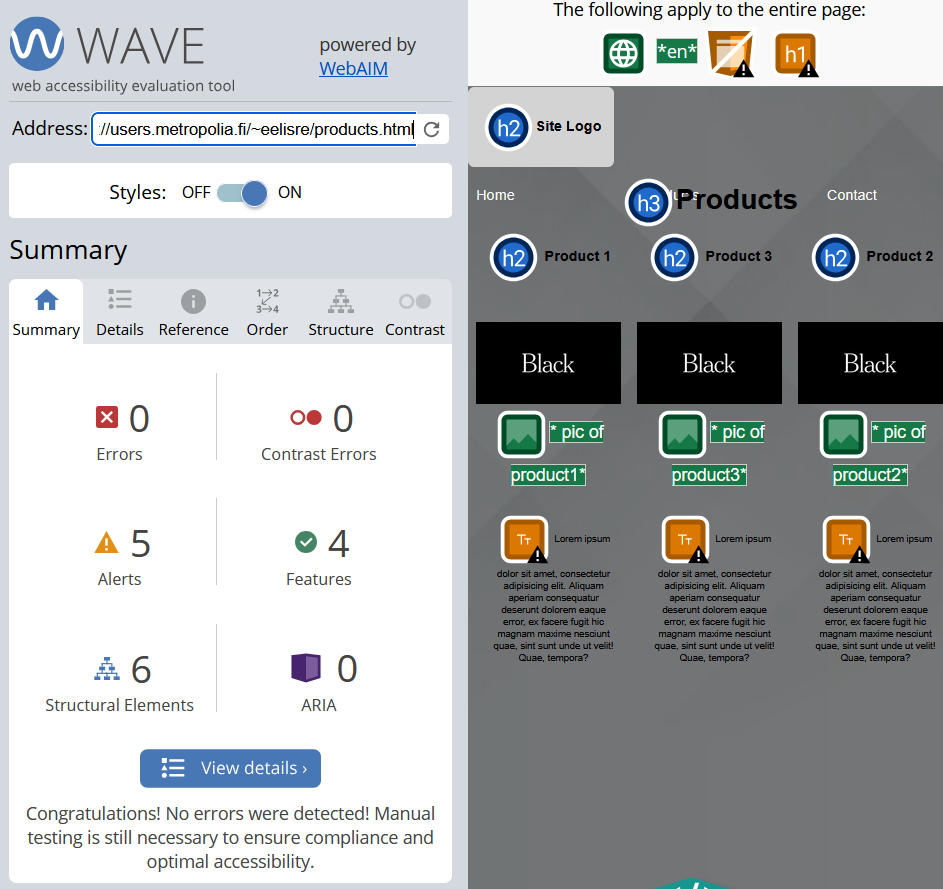 WAVE
web accessibility evaluation tool
powered by
WebAIM
Address: ://users.metropolia.fi/~eelisre/products.html
Styles: OFF ON
Summary
Summary Details Reference Order Structure Contrast
0 0
Errors Contrast Errors
5 4
Alerts Features
6 0
Structural Elements ARIA
View details ›
Congratulations! No errors were detected! Manual
testing is still necessary to ensure compliance and
optimal accessibility.
The following apply to the entire page:
*en* h1
h2 Site Logo
Home h3 Products Contact
h2 Product 1 h2 Product 3 h2 Product 2
Black Black Black
* pic of * pic of * pic of
product1* product3* product2*
TT Lorem ipsum TT Lorem ipsum TT Lorem ipsum
dolor sit amet, consectetur dolor sit amet, consectetur dolor sit amet, consectetur
adipisicing elit. Aliquam adipisicing elit. Aliquam adipisicing elit. Aliquam
aperiam consequatur aperiam consequatur aperiam consequatur
deserunt dolorem eaque deserunt dolorem eaque deserunt dolorem eaque
error, ex facere fugit hic error, ex facere fugit hic error, ex facere fugit hic
magnam maxime nesciunt magnam maxime nesciunt magnam maxime nesciunt
quae, sint sunt unde ut velit! quae, sint sunt unde ut velit! quae, sint sunt unde ut velit!
Quae, tempora? Quae, tempora? Quae, tempora?